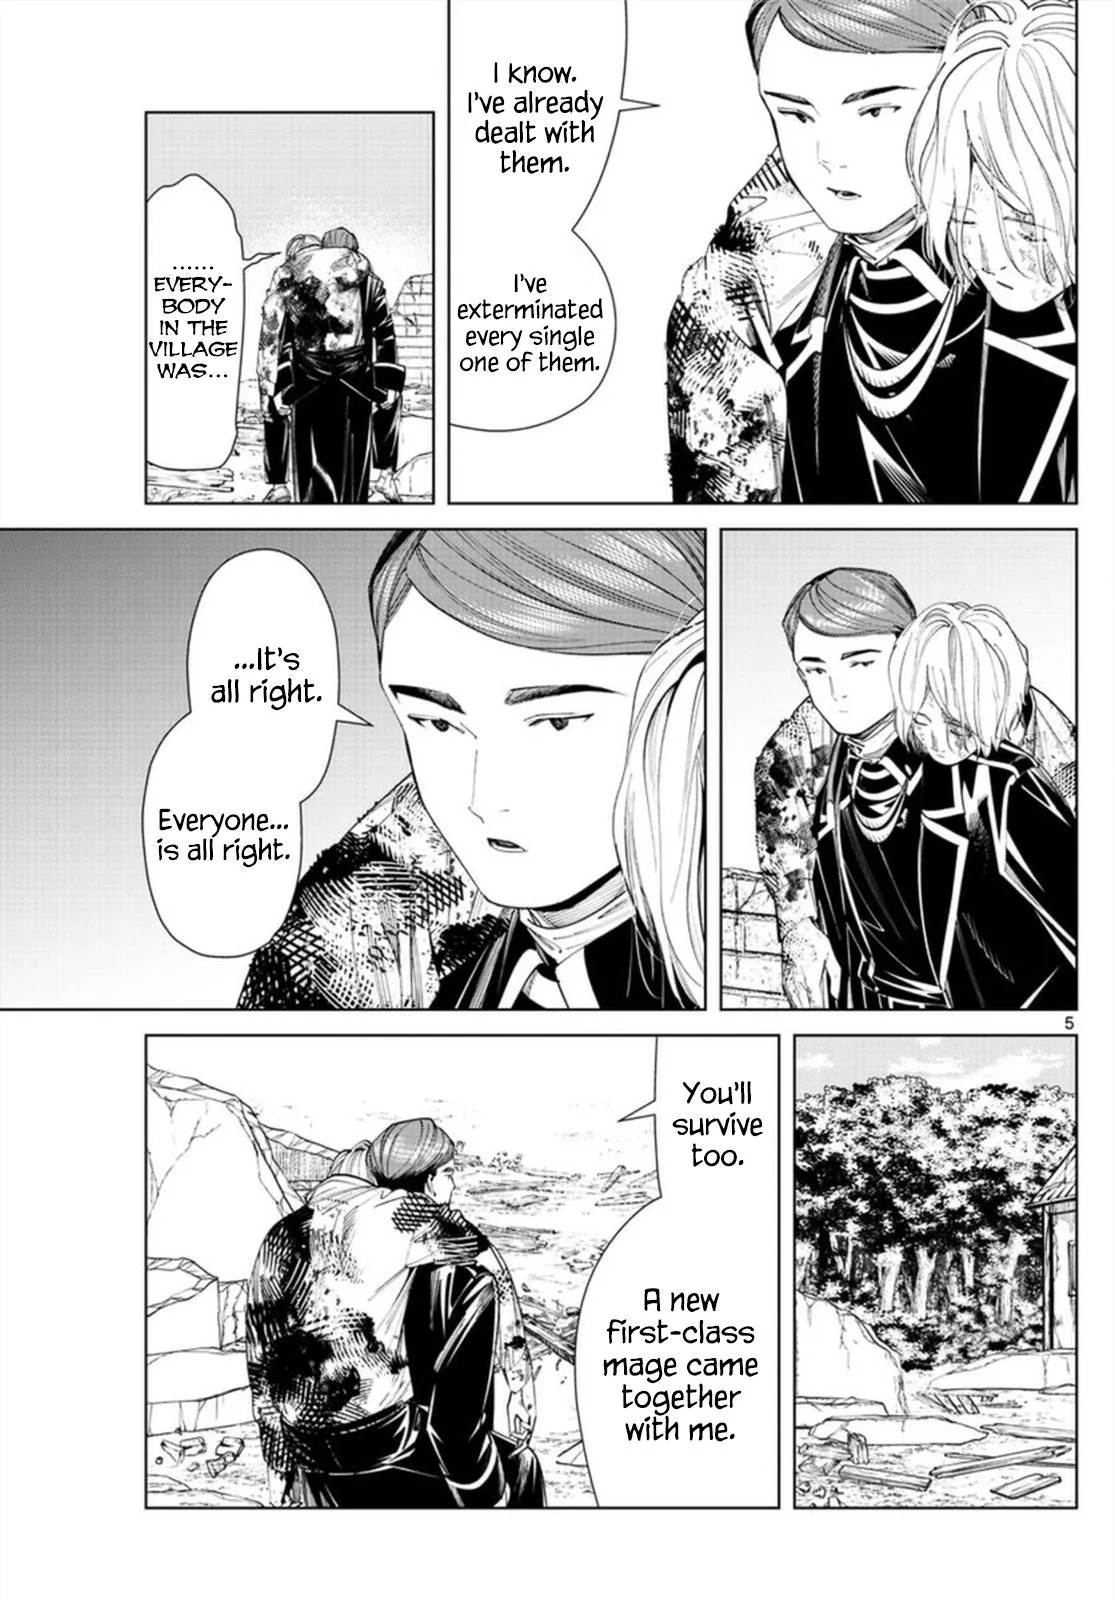 I know.
I've already
dealt with
them.
I've
exterminated
every single
one of them.
......
EVERY-
BODY
IN THE
VILLAGE
WAS...
...It's
all right.
Everyone...
is all right.
5
You'll
survive
too.
A new
first-class
mage came
together
with me.